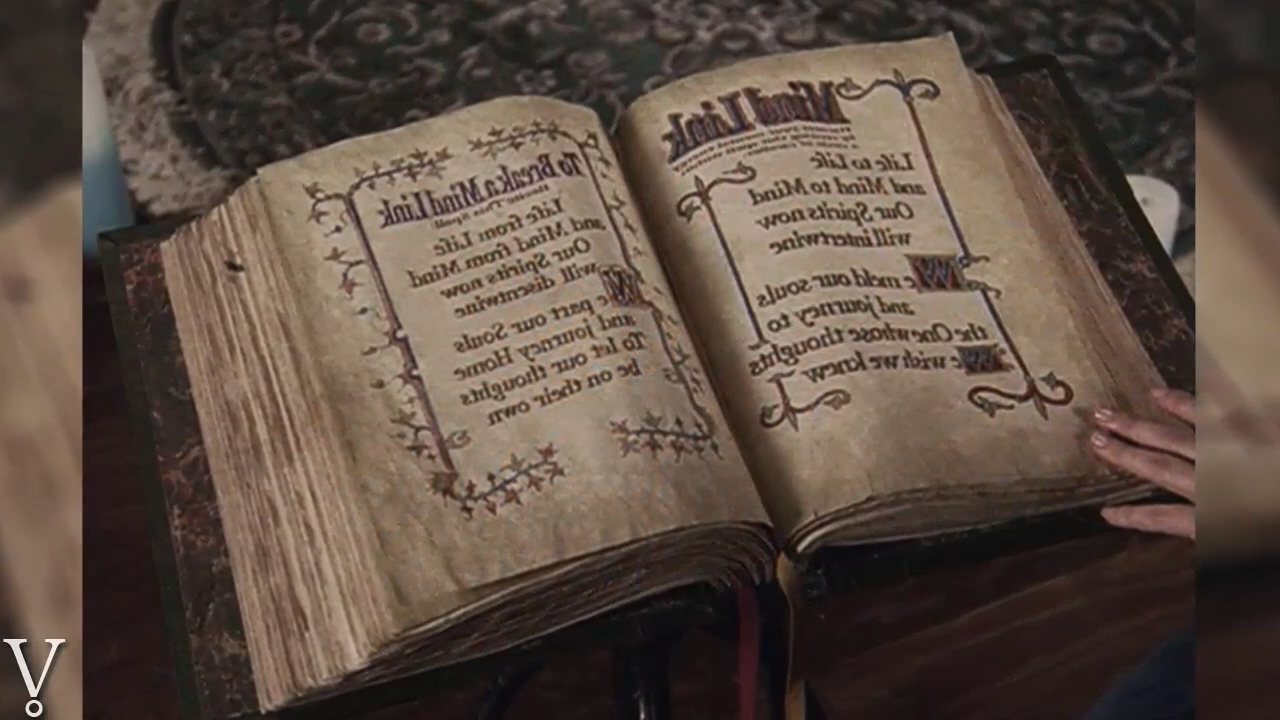 Mind Link
Life to Life
and Mind to Mind
Our Spirits now
will intertwine
We meld our souls
and journey to
the One whose thoughts
We wish we knew
To Break a Mind Link
Recite This Spell:
Life from Life
and Mind from Mind
Our Spirits now
will disentwine
We part our Souls
and journey Home
To let our thoughts
be on their own
V